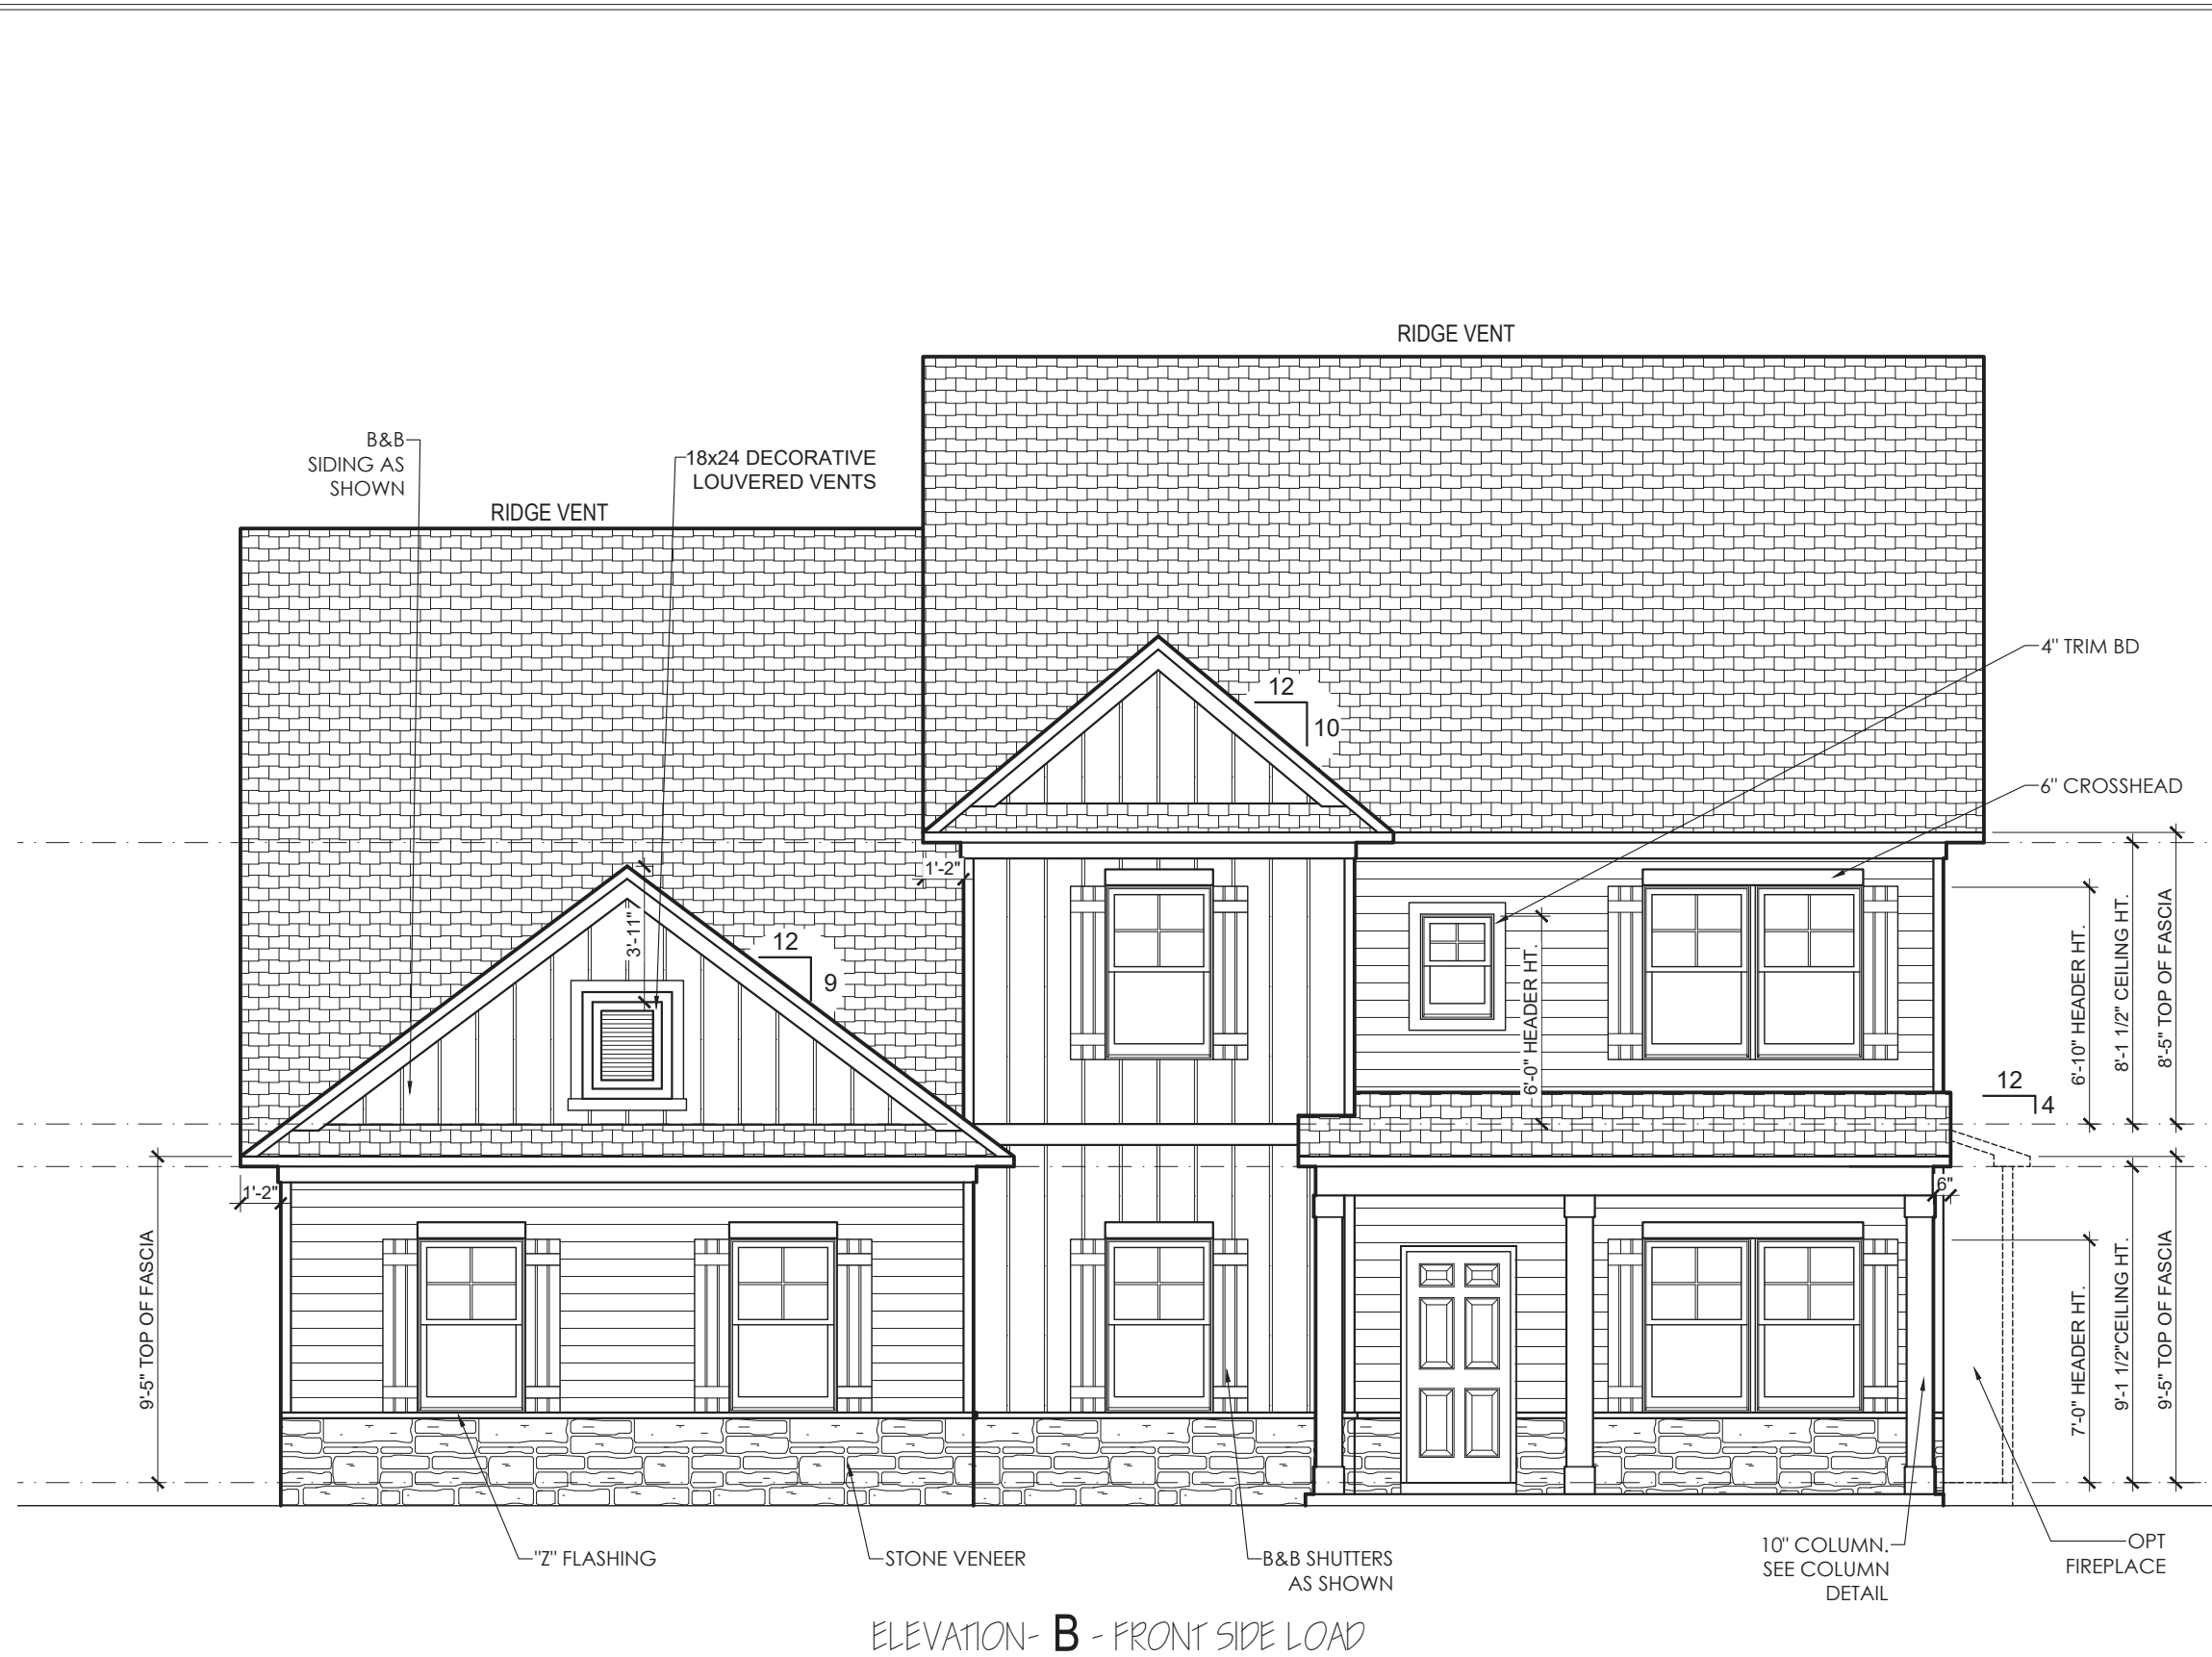 RIDGE VENT
B&B
SIDING AS
SHOWN
18x24 DECORATIVE
LOUVERED VENTS
RIDGE VENT
4" TRIM BD
12
10
6" CROSSHEAD
1'-2"
3'-11"
12
9
6'-0" HEADER HT.
6'-10" HEADER HT.
8'-1 1/2" CEILING HT.
8'-5" TOP OF FASCIA
12
4
1'-2"
6"
9'-5" TOP OF FASCIA
7'-0" HEADER HT.
9'-1 1/2"CEILING HT.
9'-5" TOP OF FASCIA
"Z" FLASHING
STONE VENEER
B&B SHUTTERS
AS SHOWN
10" COLUMN.
SEE COLUMN
DETAIL
OPT
FIREPLACE
ELEVATION- B - FRONT SIDE LOAD